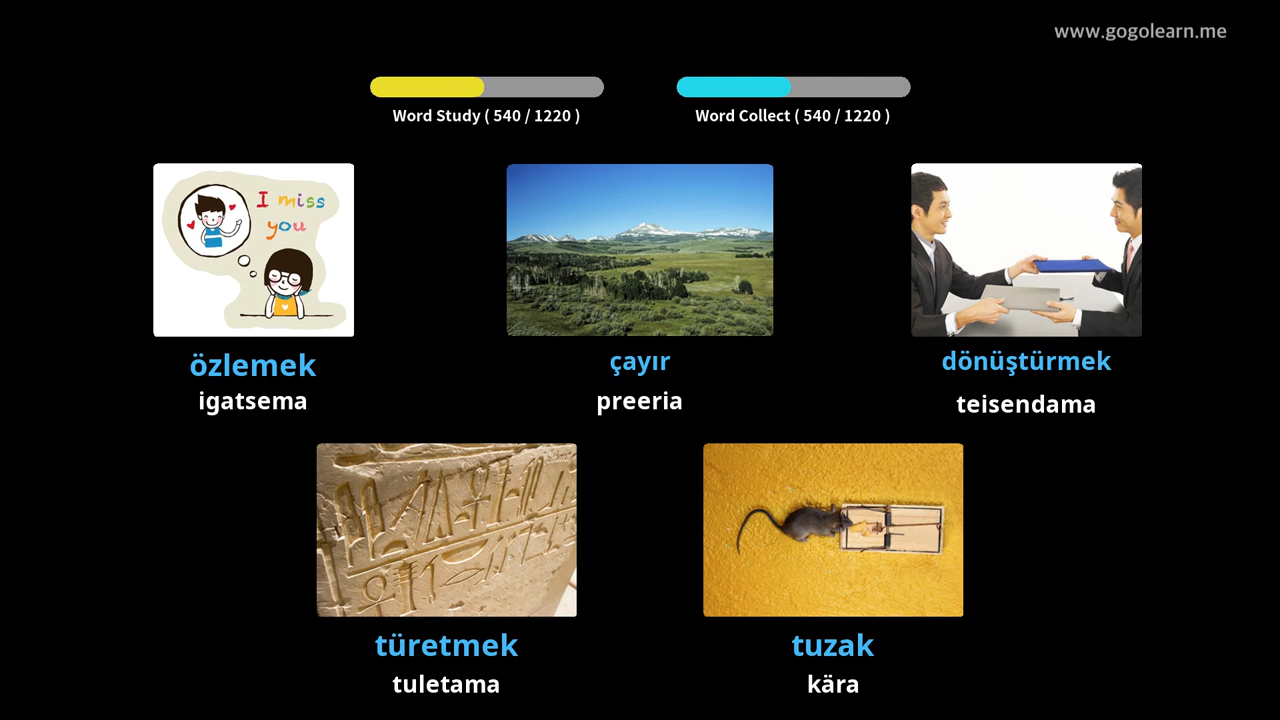 www.gogolearn.me
Word Study ( 540 / 1220 )
Word Collect ( 540 / 1220 )
I miss
you
özlemek
igatsema
çayır
preeria
dönüştürmek
teisendama
türetmek
tuletama
tuzak
kära